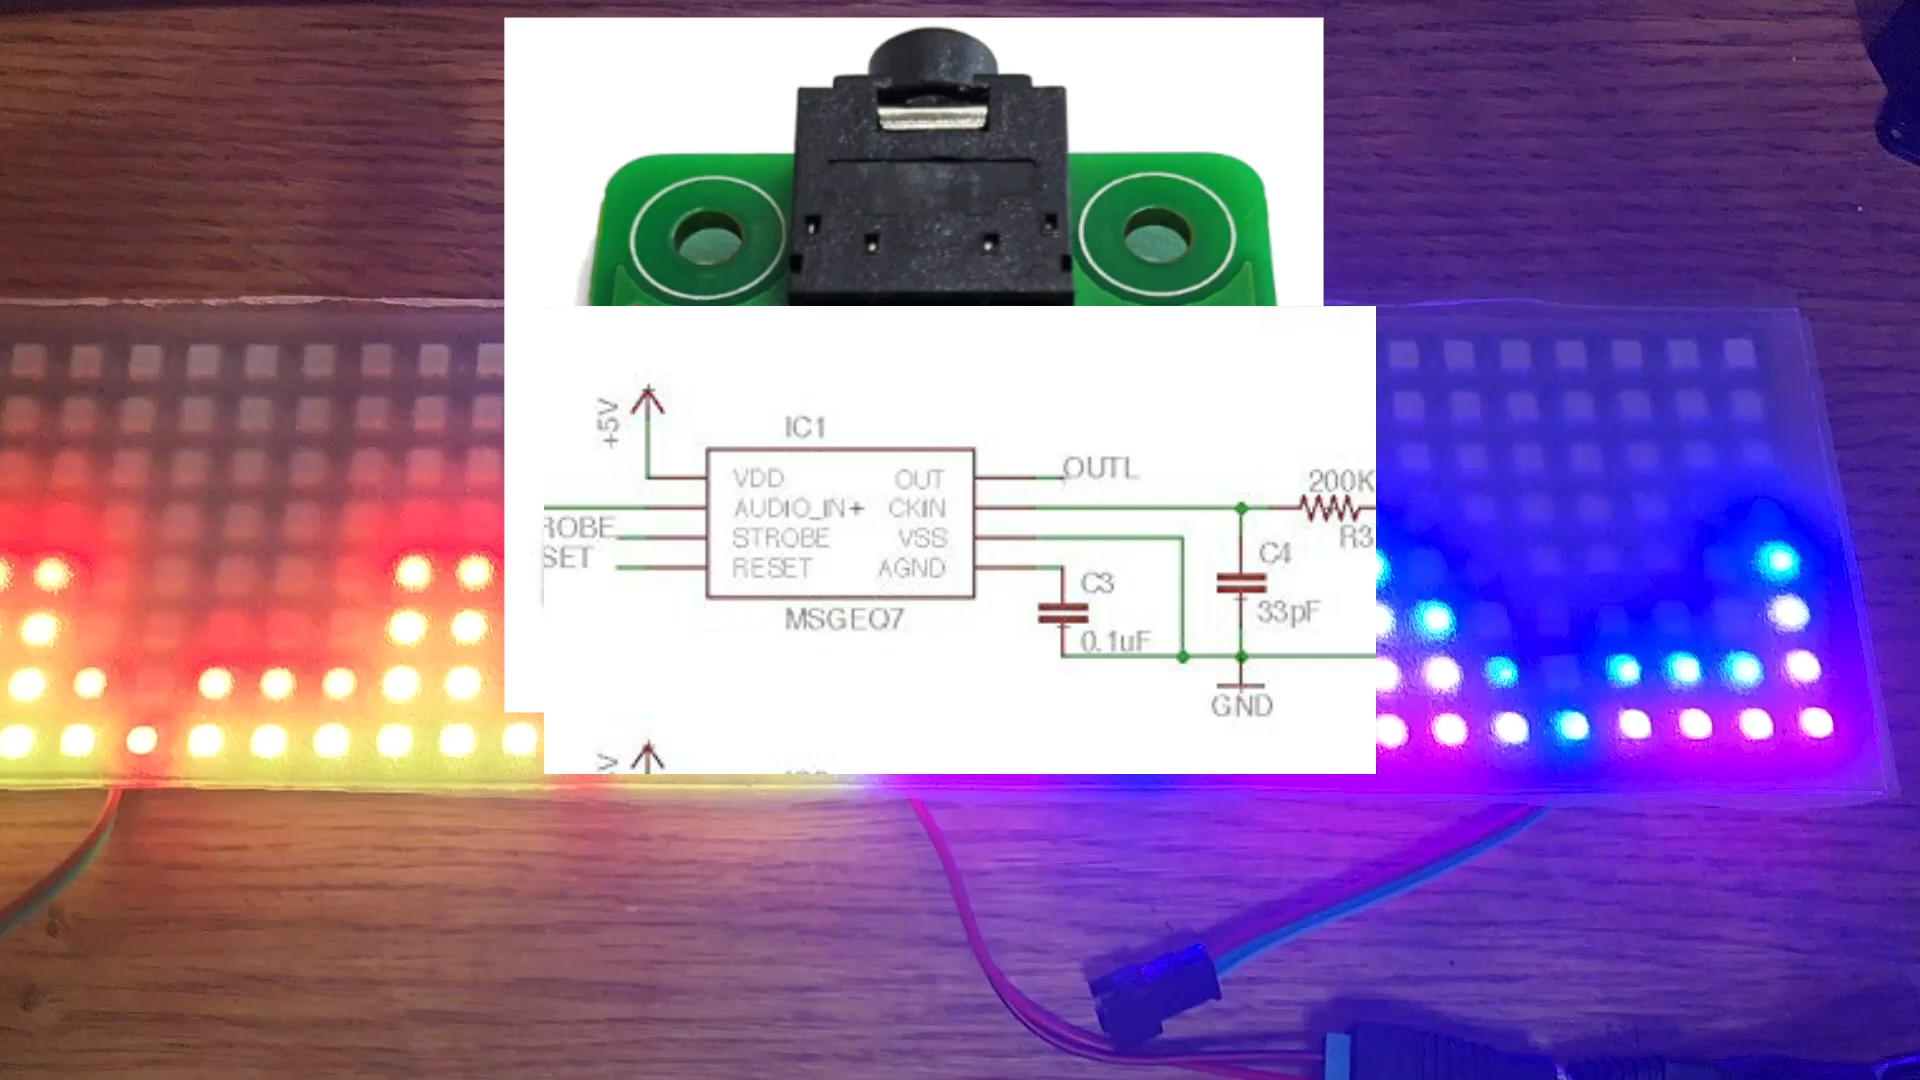 +5V
IC1
VDD
OUT
OUTL
AUDIO_IN+
CKIN
200K
ROBE
STROBE
VSS
R3
SET
RESET
AGND
C4
C3
33pF
MSGEQ7
0.1uF
GND
V